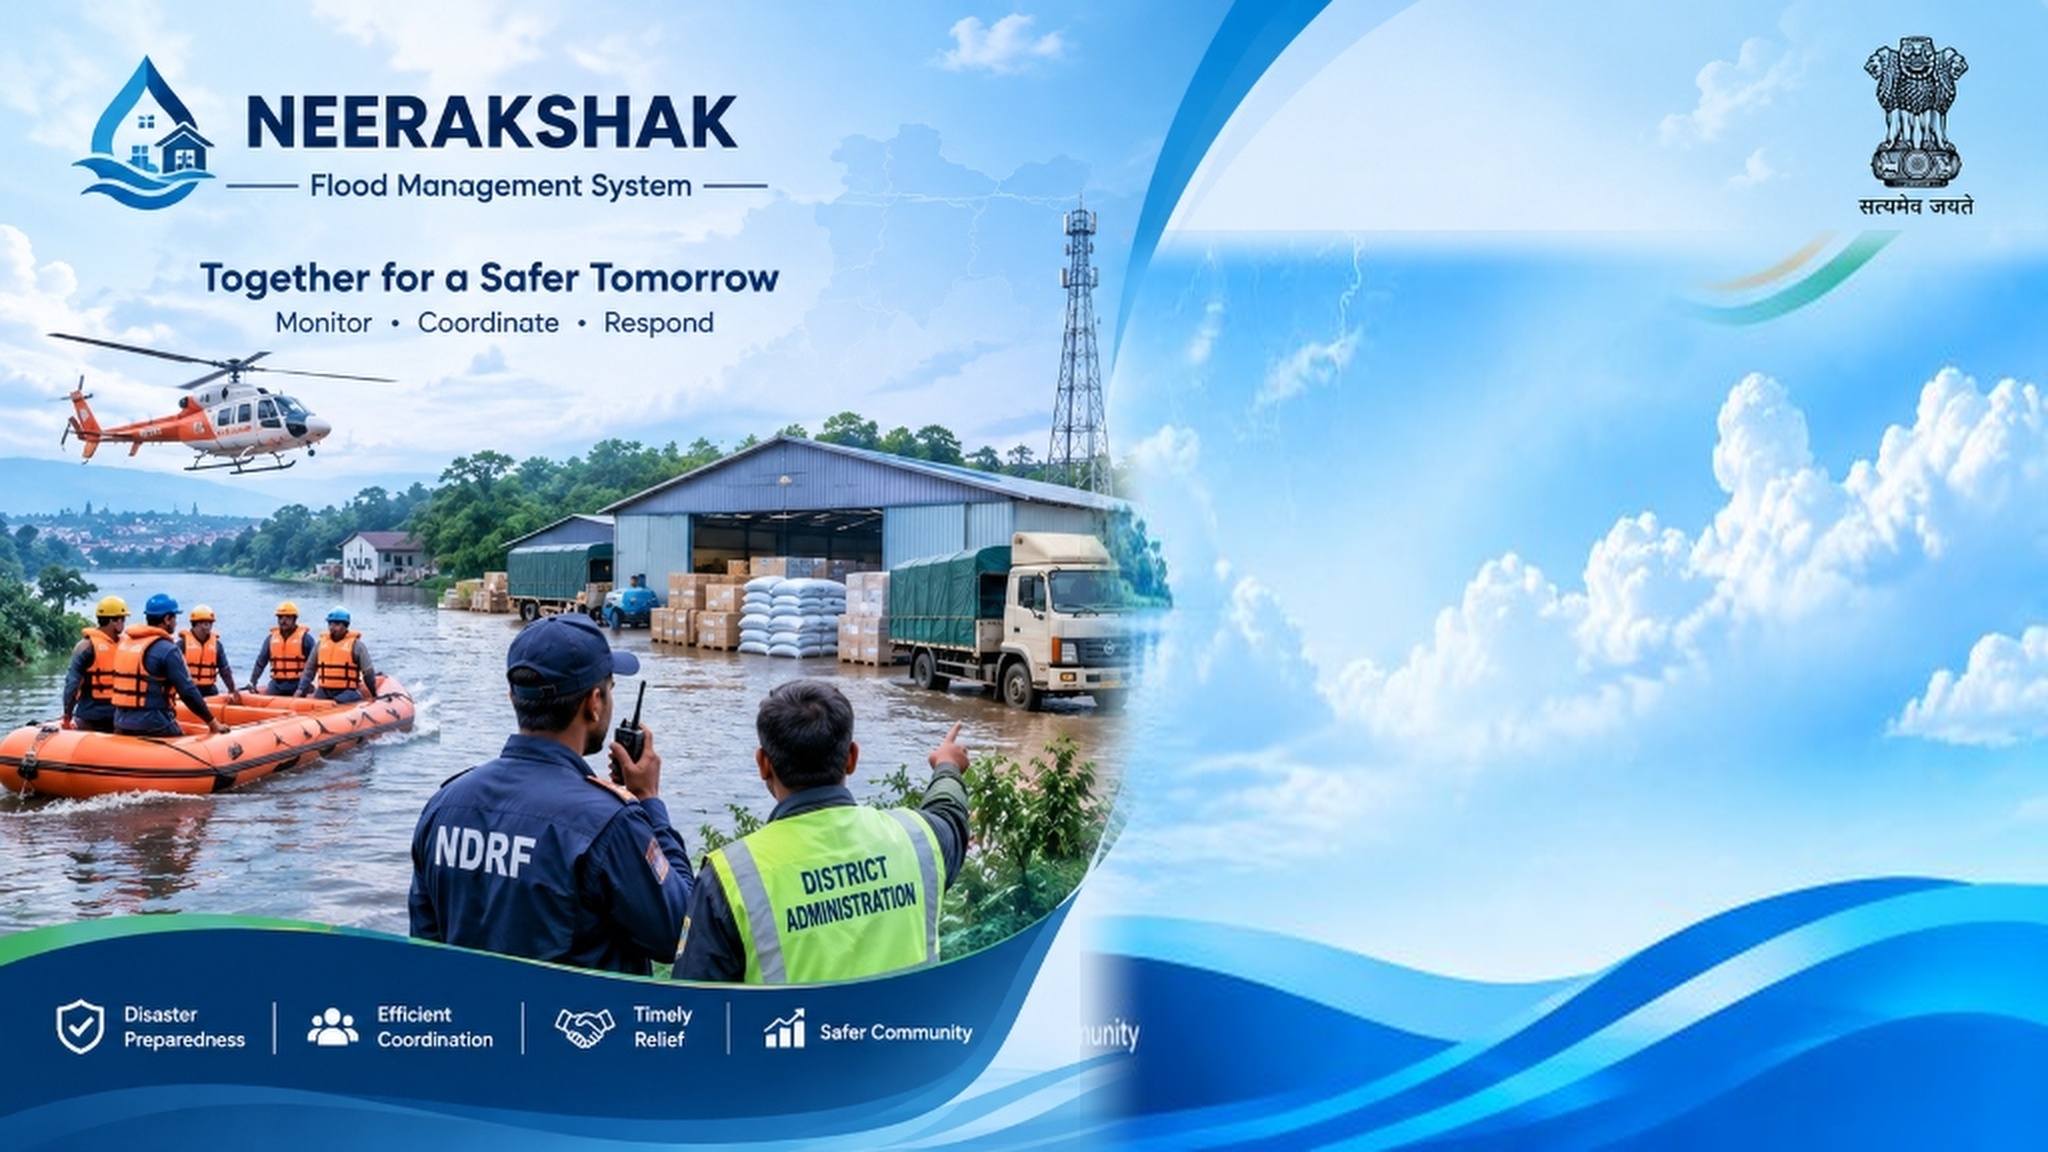 NEERAKSHAK
Flood Management System
Together for a Safer Tomorrow
Monitor • Coordinate • Respond
सत्यमेव जयते
NDRF
DISTRICT
ADMINISTRATION
Disaster
Preparedness
Efficient
Coordination
Timely
Relief
Safer Community
munity